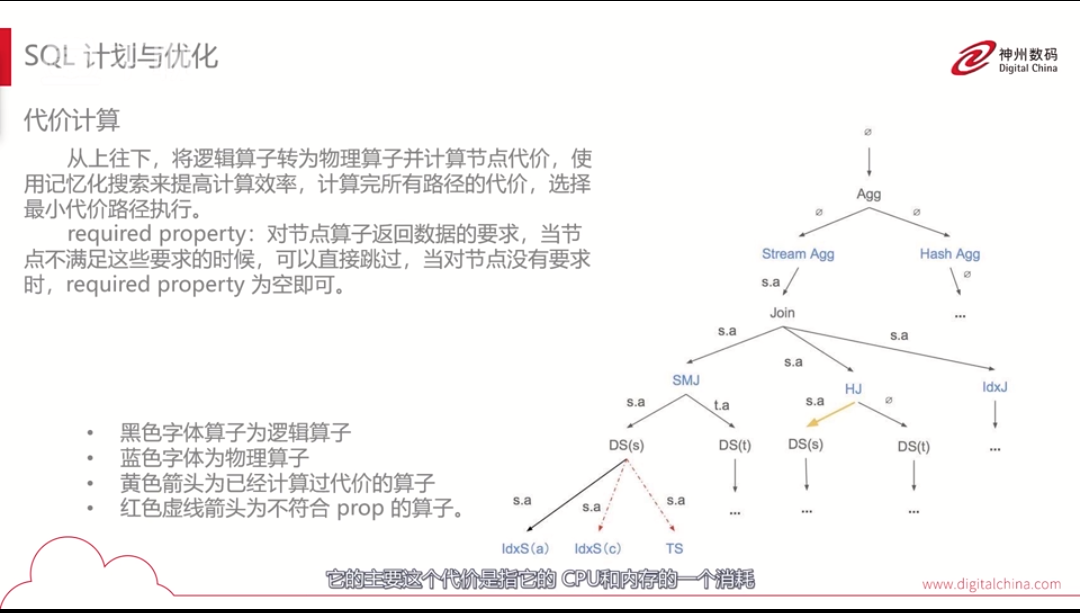 SQL 计划与优化
神州数码
Digital China
代价计算
从上往下，将逻辑算子转为物理算子并计算节点代价，使
用记忆化搜索来提高计算效率，计算完所有路径的代价，选择
最小代价路径执行。
required property：对节点算子返回数据的要求，当节
点不满足这些要求的时候，可以直接跳过，当对节点没有要求
时，required property 为空即可。
∅
Agg
∅ ∅
Stream Agg Hash Agg
s.a ∅
Join ...
s.a s.a s.a
SMJ HJ IdxJ
s.a t.a s.a ∅
DS(s) DS(t) DS(s) DS(t) ...
s.a s.a s.a ... ... ...
IdxS(a) IdxS(c) TS
• 黑色字体算子为逻辑算子
• 蓝色字体为物理算子
• 黄色箭头为已经计算过代价的算子
• 红色虚线箭头为不符合 prop 的算子。
它的主要这个代价是指它的 CPU和内存的一个消耗
www.digitalchina.com